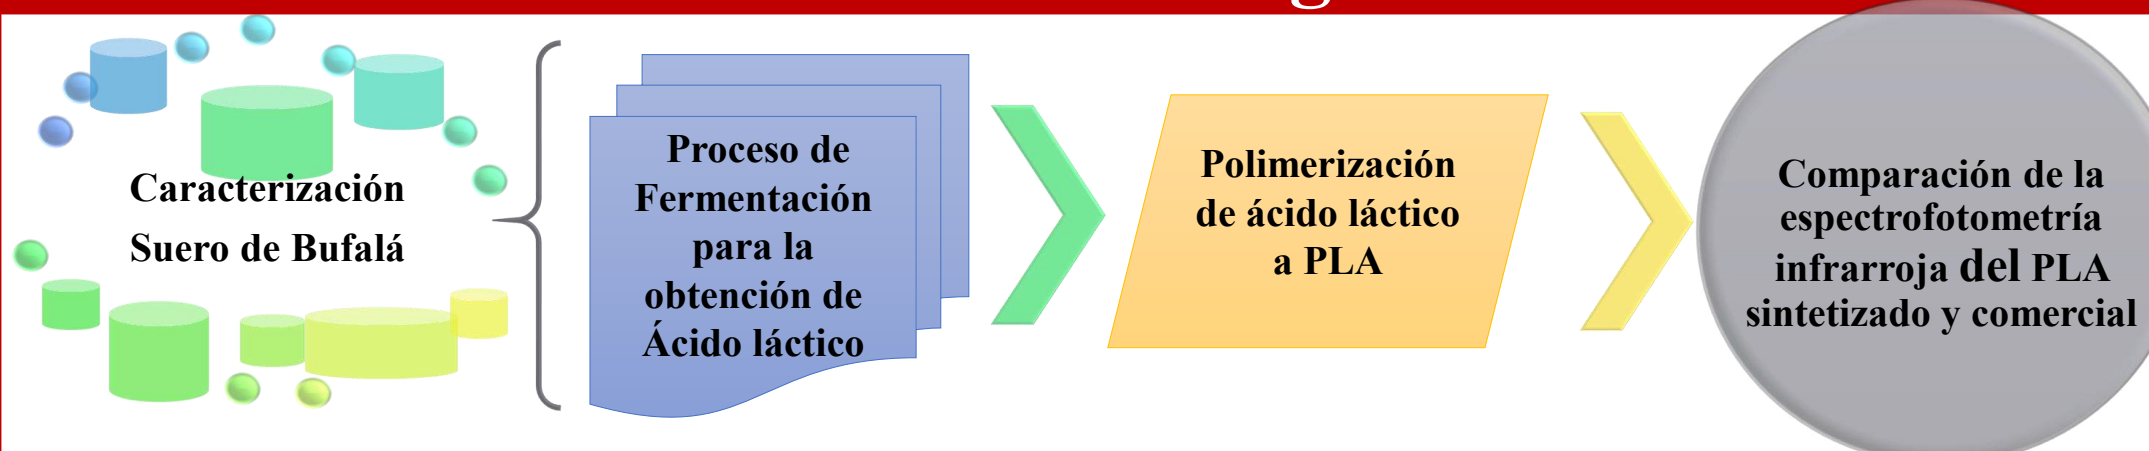 Caracterización
Suero de Bufalá
Proceso de
Fermentación
para la
obtención de
Ácido láctico
Polimerización
de ácido láctico
a PLA
Comparación de la
espectrofotometría
infrarroja del PLA
sintetizado y comercial